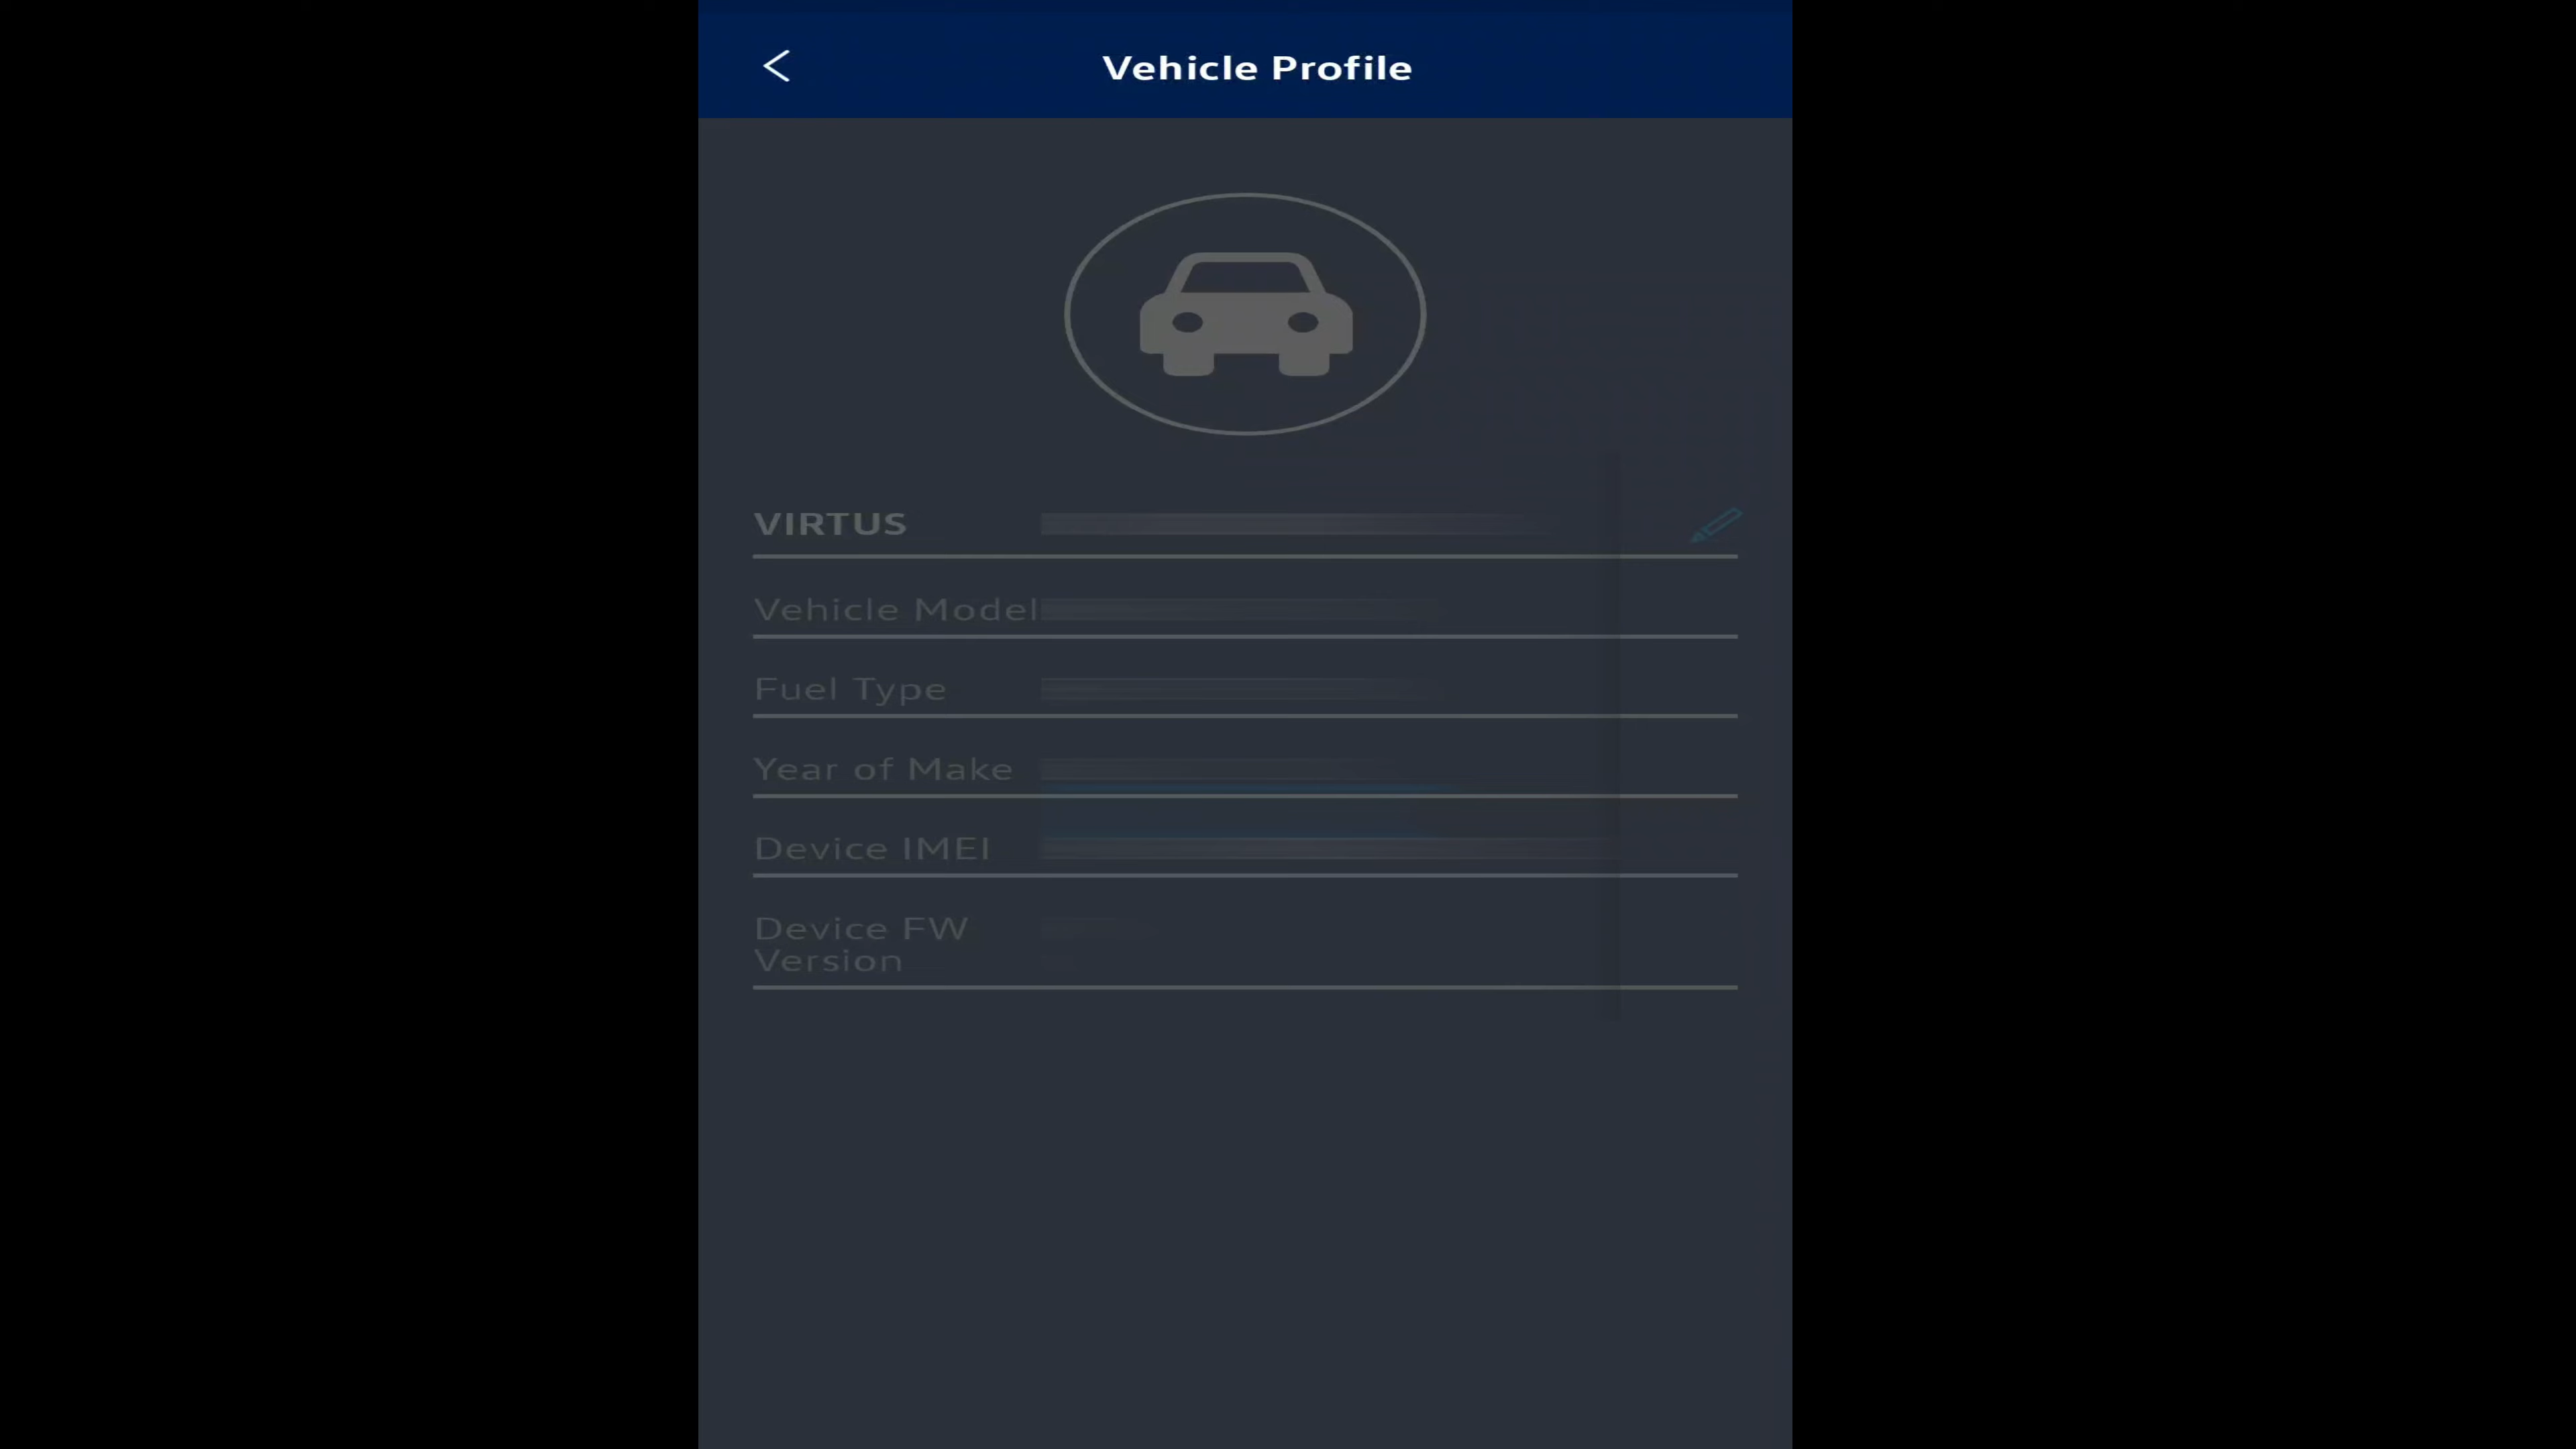 Vehicle Profile
VIRTUS
Vehicle Model
Fuel Type
Year of Make
Device IMEI
Device FW
Version